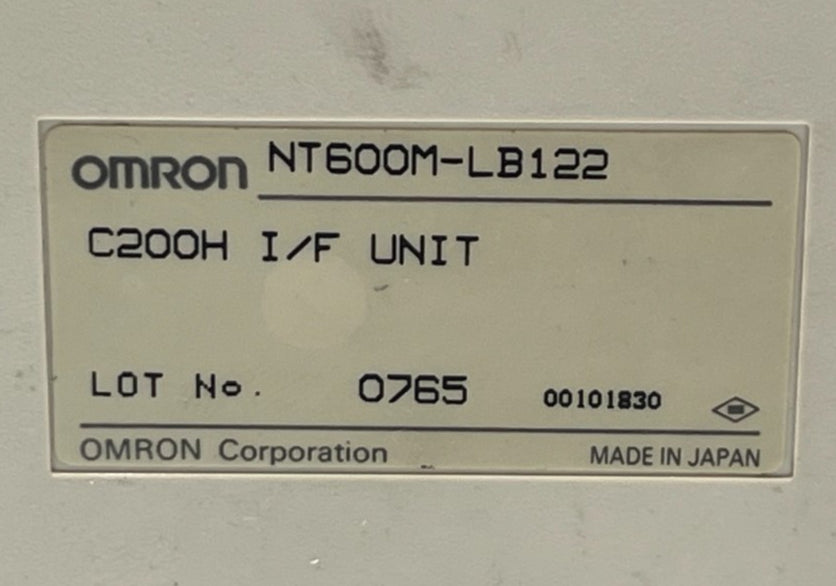 OMRON NT600M-LB122
C200H I/F UNIT
LOT No. 0765 00101830
OMRON Corporation MADE IN JAPAN